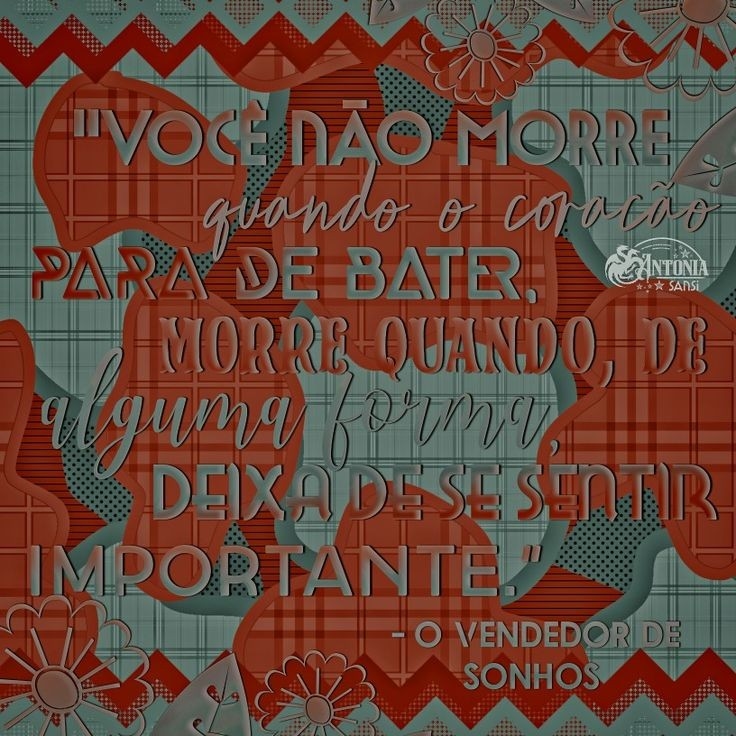 "VOCÊ NÃO MORRE
quando o coração
PARA DE BATER,
ANTONIA
SANSI
MORRE QUANDO, DE
alguma forma,
DEIXA DE SE SENTIR
IMPORTANTE."
- O VENDEDOR DE
SONHOS